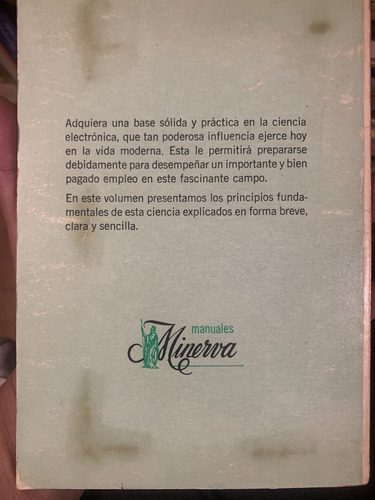 Adquiera una base sólida y práctica en la ciencia
electrónica, que tan poderosa influencia ejerce hoy
en la vida moderna. Esta le permitirá prepararse
debidamente para desempeñar un importante y bien
pagado empleo en este fascinante campo.
En este volumen presentamos los principios funda-
mentales de esta ciencia explicados en forma breve,
clara y sencilla.
manuales
Minerva